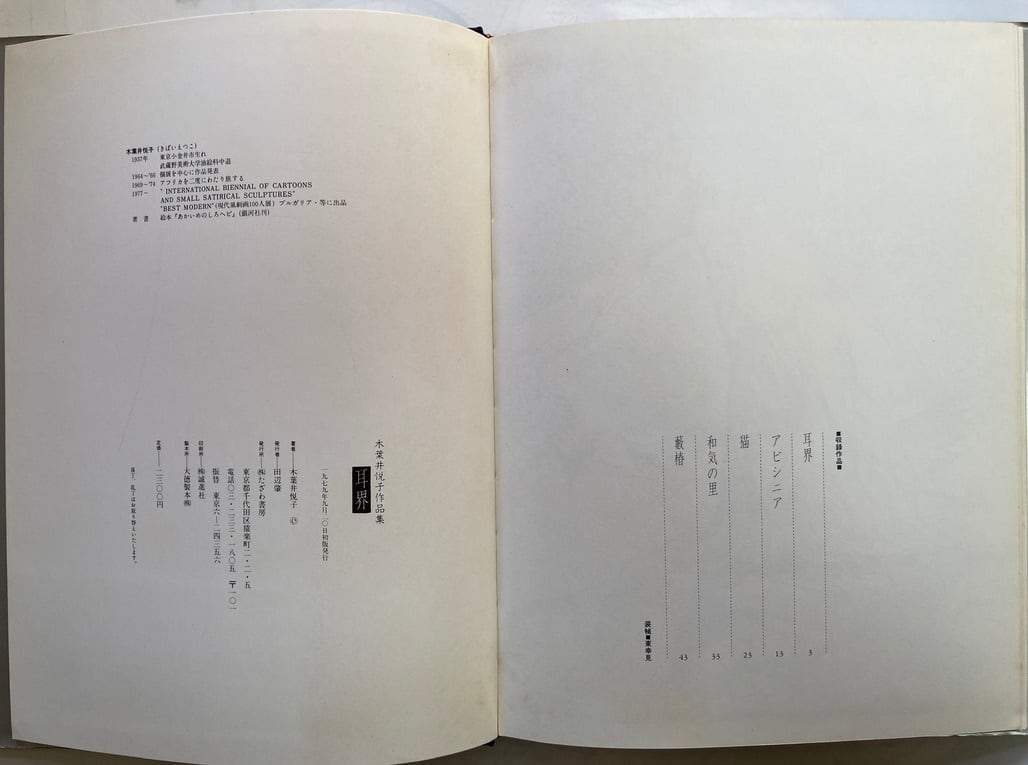 ■収録作品■
耳界 3
アビシニア 13
猫 23
和気の里 33
藪椿 43
装幀■東幸見
木葉井悦子(きばいえつこ)
1937年 東京小金井市生れ
武蔵野美術大学油絵科中退
1964〜'66 個展を中心に作品発表
1969〜'74 アフリカを二度にわたり旅する
1977— "INTERNATIONAL BIENNIAL OF CARTOONS
AND SMALL SATIRICAL SCULPTURES"
"BEST MODERN"(現代風刺画100人展) ブルガリア・等に出品
著書 絵本『あかいめのしろへビ』(銀河社刊)
木葉井悦子作品集
耳界
一九七九年九月二〇日初版発行
著者——木葉井悦子 ©
発行者——田辺肇
発行所——㈱たざわ書房
東京都千代田区猿楽町二・二・五
電話〇三・二三三・一八〇五 〒一〇一
振替 東京六—二四三五六
印刷所——㈱誠進社
製本所——大徳製本㈱
定価——二三〇〇円
落丁、乱丁はお取り替えいたします。